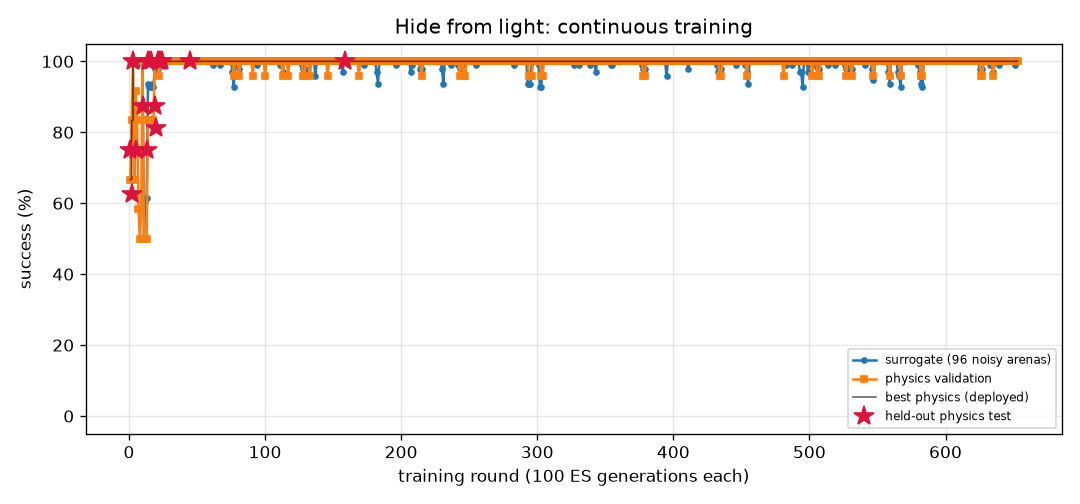 Hide from light: continuous training
success (%)
100
80
60
40
20
0
0 100 200 300 400 500 600
training round (100 ES generations each)
surrogate (96 noisy arenas)
physics validation
best physics (deployed)
held-out physics test